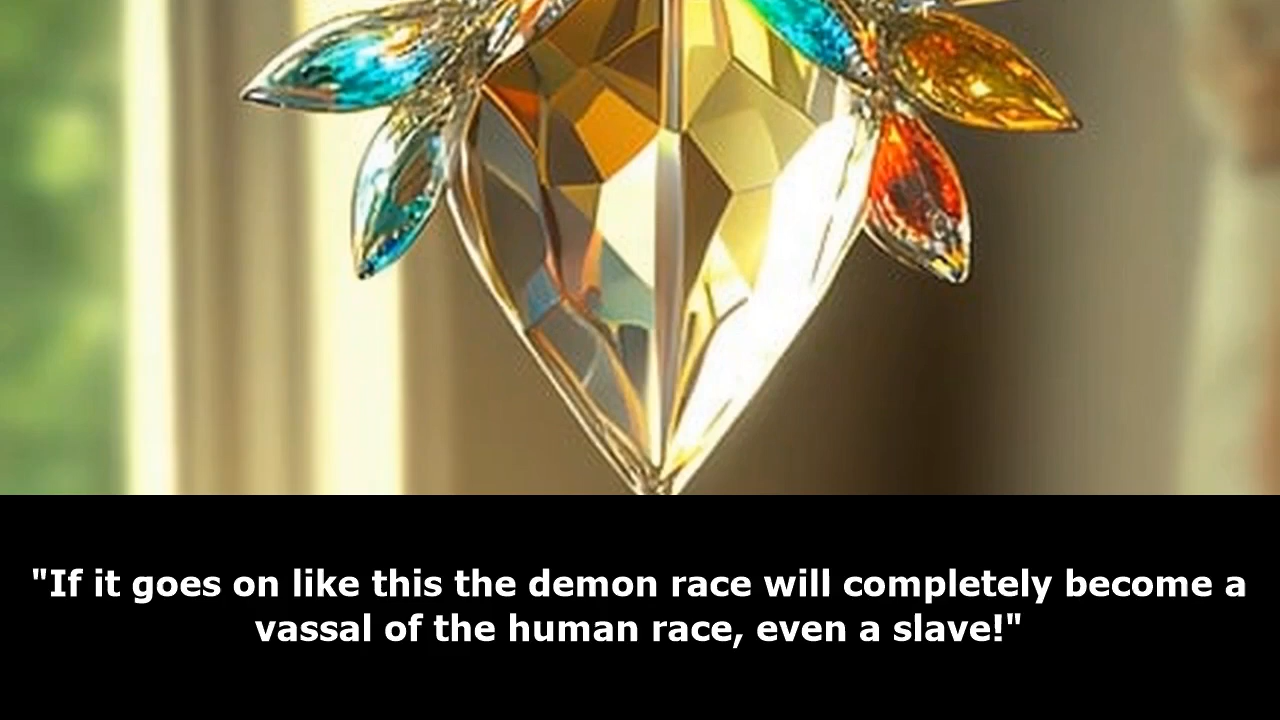 "If it goes on like this the demon race will completely become a
vassal of the human race, even a slave!"